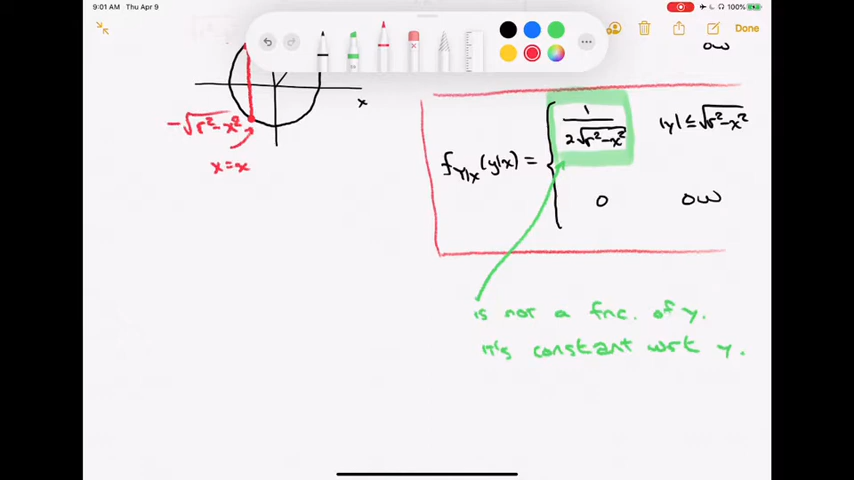 9:01 AM Thu Apr 9
100%
Done
ow
x
-√r²-x²
x=x
f_{Y|X}(y|x) = { 1 / 2√r²-x² |y| ≤ √r²-x²
0 ow
is not a fnc. of y.
it's constant wrt y.